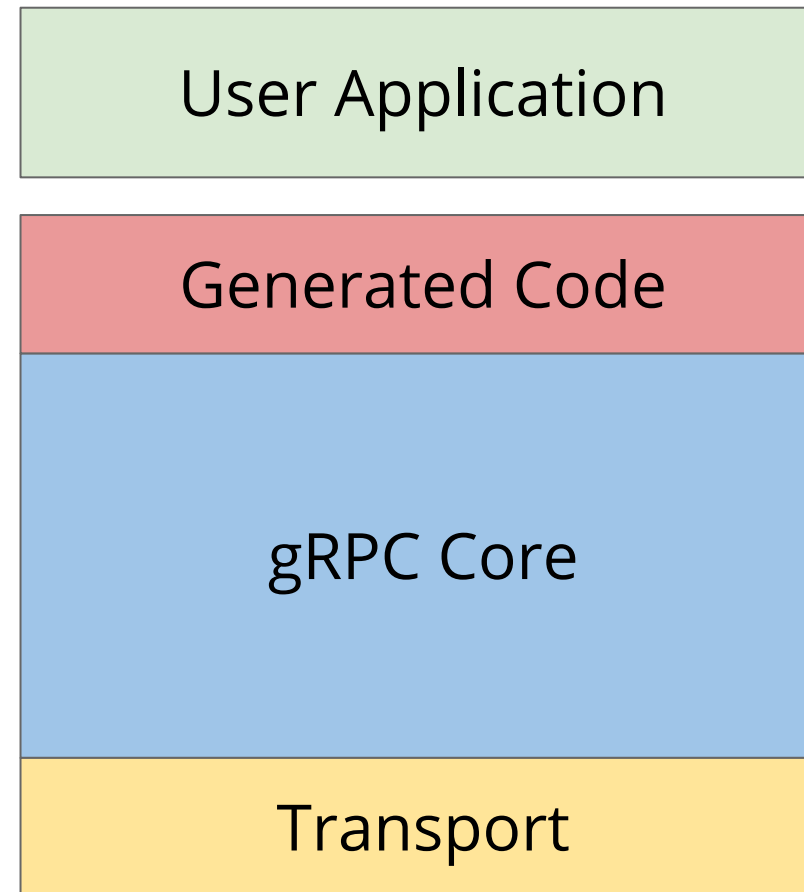 User Application
Generated Code
gRPC Core
Transport